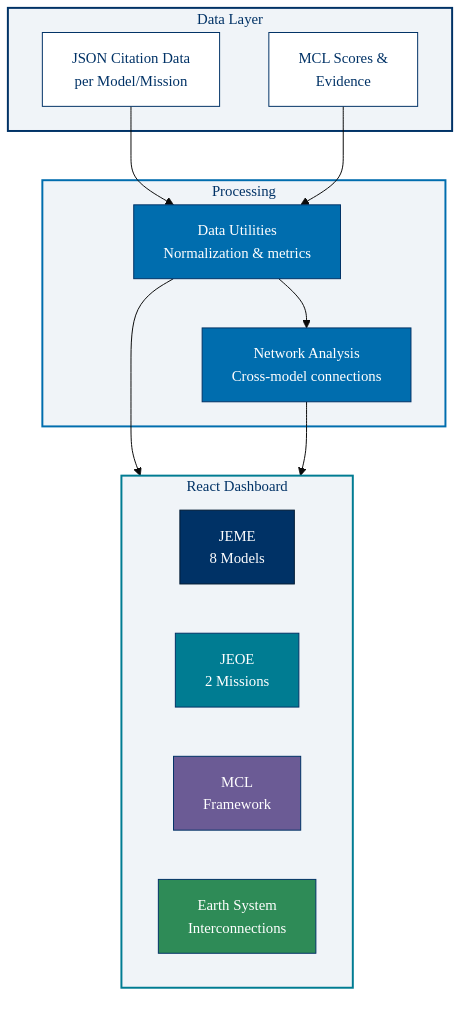 Data Layer
JSON Citation Data
per Model/Mission
MCL Scores &
Evidence
Processing
Data Utilities
Normalization & metrics
Network Analysis
Cross-model connections
React Dashboard
JEME
8 Models
JEOE
2 Missions
MCL
Framework
Earth System
Interconnections